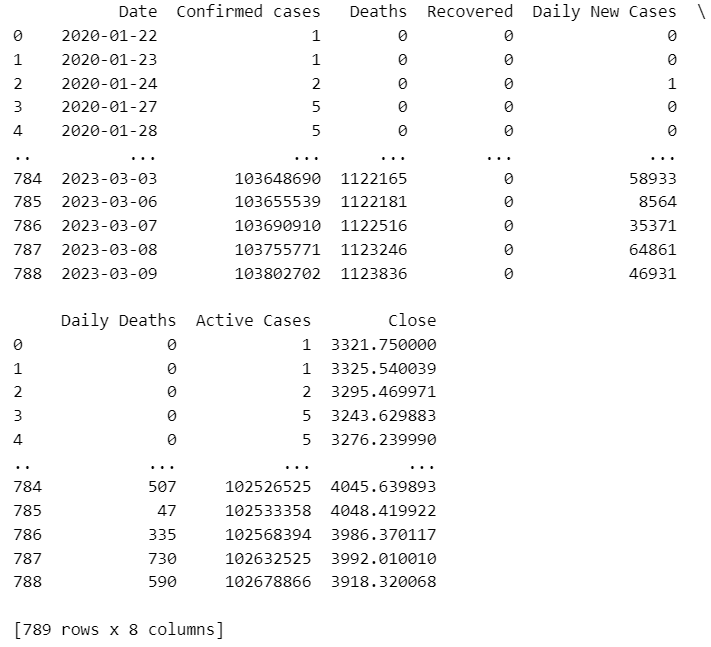 Date Confirmed cases Deaths Recovered Daily New Cases \
0 2020-01-22 1 0 0 0
1 2020-01-23 1 0 0 0
2 2020-01-24 2 0 0 1
3 2020-01-27 5 0 0 0
4 2020-01-28 5 0 0 0
.. ... ... ... ... ...
784 2023-03-03 103648690 1122165 0 58933
785 2023-03-06 103655539 1122181 0 8564
786 2023-03-07 103690910 1122516 0 35371
787 2023-03-08 103755771 1123246 0 64861
788 2023-03-09 103802702 1123836 0 46931
Daily Deaths Active Cases Close
0 0 1 3321.750000
1 0 1 3325.540039
2 0 2 3295.469971
3 0 5 3243.629883
4 0 5 3276.239990
.. ... ... ...
784 507 102526525 4045.639893
785 47 102533358 4048.419922
786 335 102568394 3986.370117
787 730 102632525 3992.010010
788 590 102678866 3918.320068
[789 rows x 8 columns]